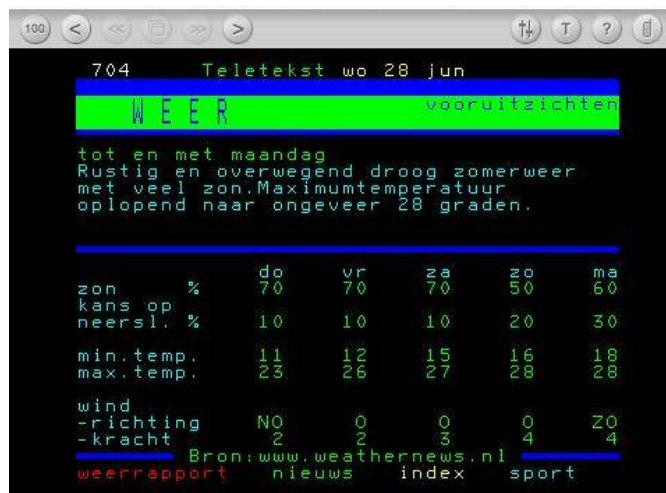 100 < << >> > T ?
704 Teletekst wo 28 jun
WEER vooruitzichten
tot en met maandag
Rustig en overwegend droog zomerweer
met veel zon.Maximumtemperatuur
oplopend naar ongeveer 28 graden.
do vr za zo ma
zon % 70 70 70 50 60
kans op
neersl. % 10 10 10 20 30
min.temp. 11 12 15 16 18
max.temp. 23 26 27 28 28
wind
-richting NO O O O ZO
-kracht 2 2 3 4 4
Bron:www.weathernews.nl
weerrapport nieuws index sport